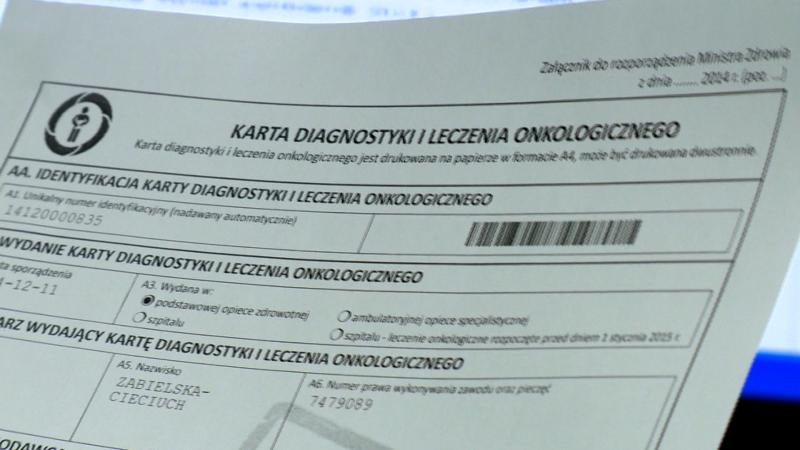 Załącznik do rozporządzenia Ministra Zdrowia
z dnia ....... 2014 r. (poz. ...)
KARTA DIAGNOSTYKI I LECZENIA ONKOLOGICZNEGO
Karta diagnostyki i leczenia onkologicznego jest drukowana na papierze w formacie A4, może być drukowana dwustronnie.
AA. IDENTYFIKACJA KARTY DIAGNOSTYKI I LECZENIA ONKOLOGICZNEGO
A1. Unikalny numer identyfikacyjny (nadawany automatycznie)
14120000835
WYDANIE KARTY DIAGNOSTYKI I LECZENIA ONKOLOGICZNEGO
ta sporządzenia
4-12-11
A3. Wydana w:
podstawowej opiece zdrowotnej
ambulatoryjnej opiece specjalistycznej
szpitalu
szpitalu - leczenie onkologiczne rozpoczęte przed dniem 1 stycznia 2015 r.
ARZ WYDAJĄCY KARTĘ DIAGNOSTYKI I LECZENIA ONKOLOGICZNEGO
A5. Nazwisko
ZABIELSKA-
CIECIUCH
A6. Numer prawa wykonywania zawodu oraz pieczęć
7479089